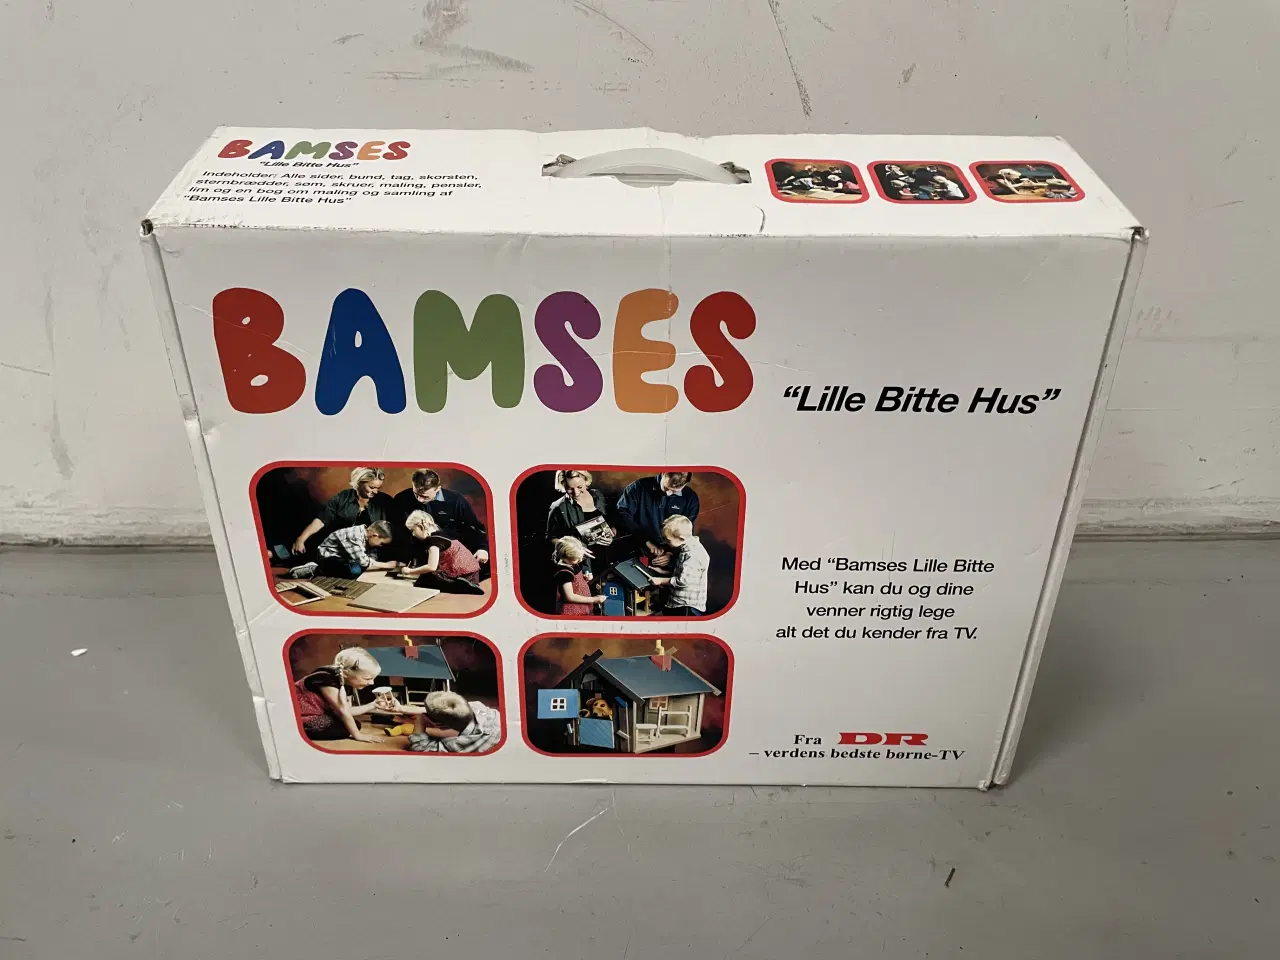 BAMSES
"Lille Bitte Hus"
Indeholder: Alle sider, bund, tag, skorsten,
sternbrædder, søm, skruer, maling, pensler,
lim og en bog om maling og samling af
"Bamses Lille Bitte Hus"
BAMSES
"Lille Bitte Hus"
Med "Bamses Lille Bitte
Hus" kan du og dine
venner rigtig lege
alt det du kender fra TV.
Fra DR
– verdens bedste børne-TV